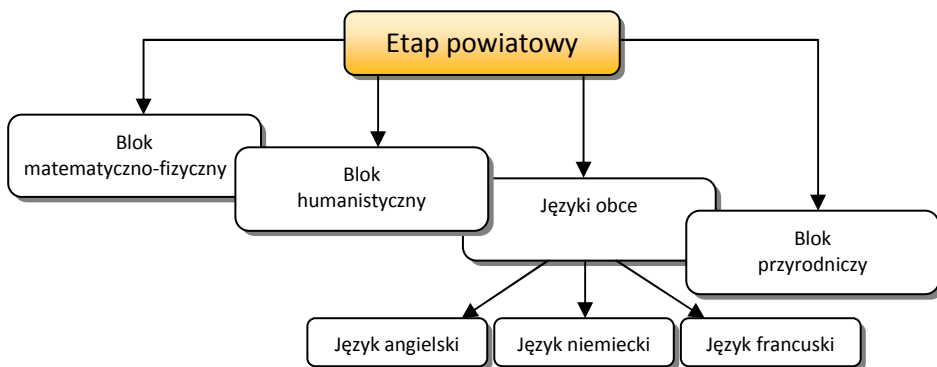 Etap powiatowy
Blok
matematyczno-fizyczny
Blok
humanistyczny
Języki obce
Blok
przyrodniczy
Język angielski
Język niemiecki
Język francuski